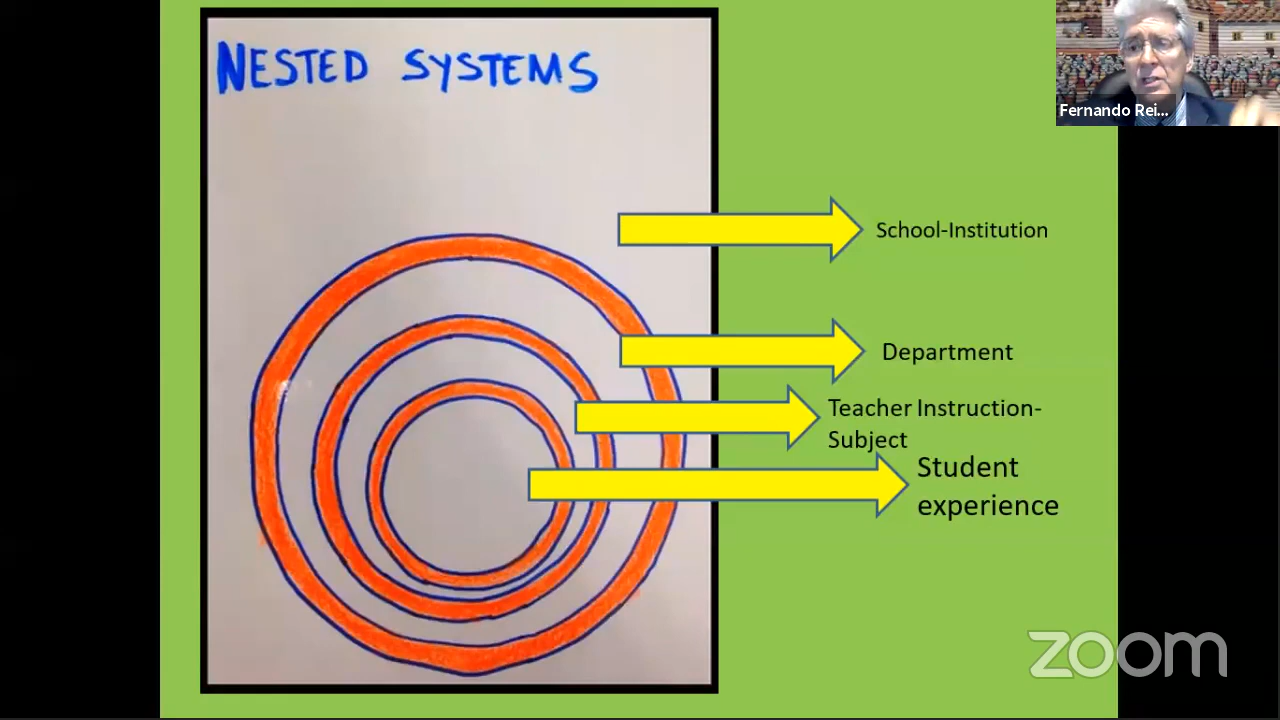 NESTED SYSTEMS
Fernando Rei...
School-Institution
Department
Teacher Instruction-
Subject
Student
experience
zoom